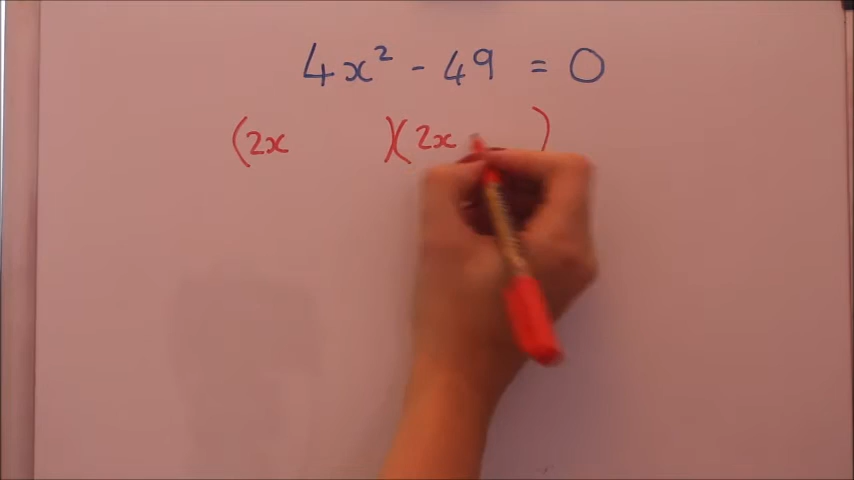 4x² - 49 = 0
(2x )(2x )